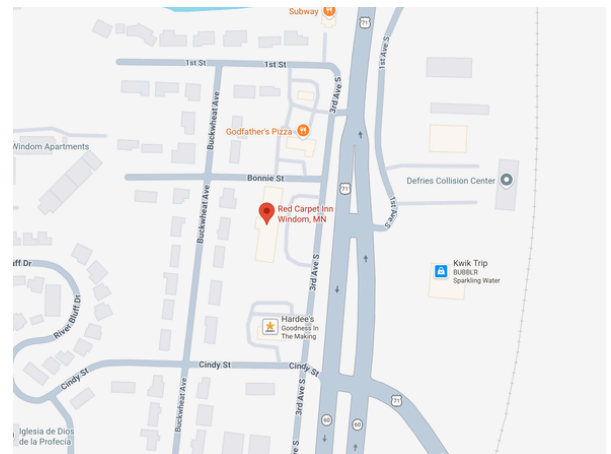 Subway
71
1st St
1st St
1st Ave S
3rd Ave S
Buckwheat Ave
Godfather's Pizza
Windom Apartments
Bonnie St
71
Defries Collision Center
Red Carpet Inn
Windom, MN
1st Ave S
Buckwheat Ave
3rd Ave S
uff Dr
Kwik Trip
BUBBL'R
Sparkling Water
River Bluff Dr
Hardee's
Goodness In
The Making
Cindy St
Cindy St
Cindy St
Buckwheat Ave
3rd Ave S
71
60
60
Iglesia de Dios
de la Profecía